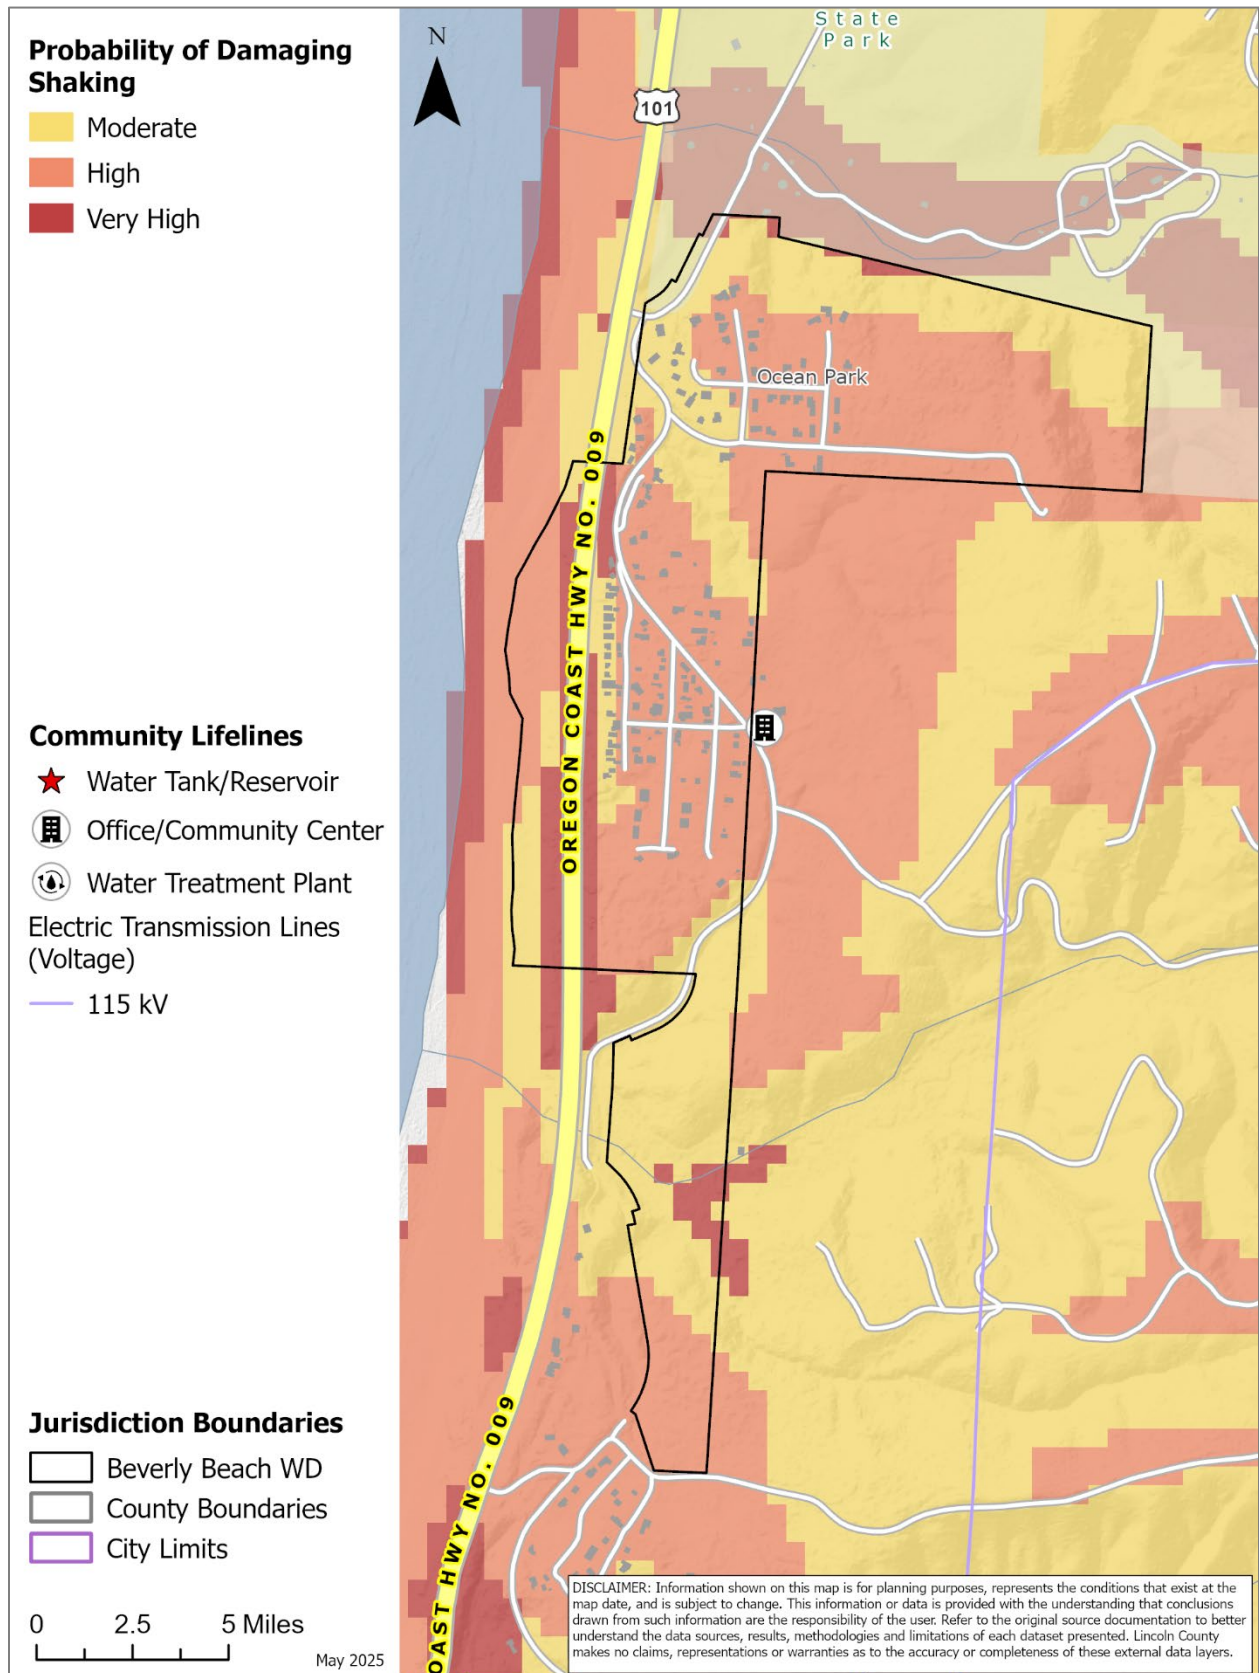 Probability of Damaging
Shaking
Moderate
High
Very High
Community Lifelines
Water Tank/Reservoir
Office/Community Center
Water Treatment Plant
Electric Transmission Lines
(Voltage)
115 kV
Jurisdiction Boundaries
Beverly Beach WD
County Boundaries
City Limits
0 2.5 5 Miles
May 2025
N
State
Park
101
Ocean Park
OREGON COAST HWY NO. 009
OAST HWY NO. 009
DISCLAIMER: Information shown on this map is for planning purposes, represents the conditions that exist at the
map date, and is subject to change. This information or data is provided with the understanding that conclusions
drawn from such information are the responsibility of the user. Refer to the original source documentation to better
understand the data sources, results, methodologies and limitations of each dataset presented. Lincoln County
makes no claims, representations or warranties as to the accuracy or completeness of these external data layers.